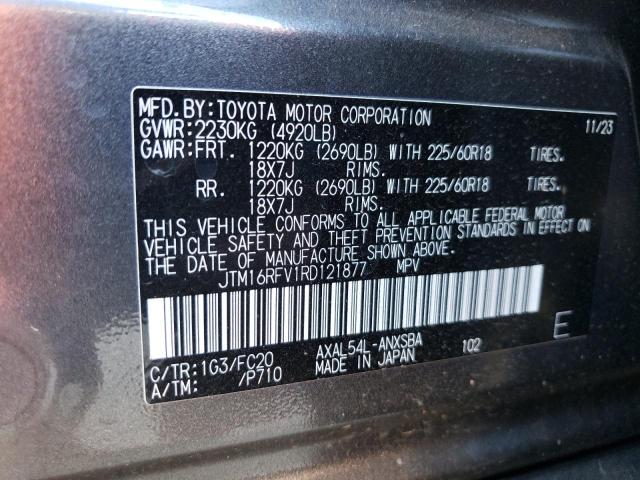 MFD. BY: TOYOTA MOTOR CORPORATION 11/23
GVWR: 2230KG (4920LB)
GAWR: FRT. 1220KG (2690LB) WITH 225/60R18 TIRES.
18X7J RIMS.
RR. 1220KG (2690LB) WITH 225/60R18 TIRES.
18X7J RIMS.
THIS VEHICLE CONFORMS TO ALL APPLICABLE FEDERAL MOTOR
VEHICLE SAFETY AND THEFT PREVENTION STANDARDS IN EFFECT ON
THE DATE OF MANUFACTURE SHOWN ABOVE.
JTM16RFV1RD121877 MPV
E
C/TR: 1G3/FC20 AXAL54L-ANXSBA 102
A/TM: /P710 MADE IN JAPAN